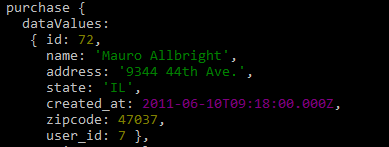 purchase {
dataValues:
{ id: 72,
name: 'Mauro Allbright',
address: '9344 44th Ave.',
state: 'IL',
created_at: 2011-06-10T09:18:00.000Z,
zipcode: 47037,
user_id: 7 },